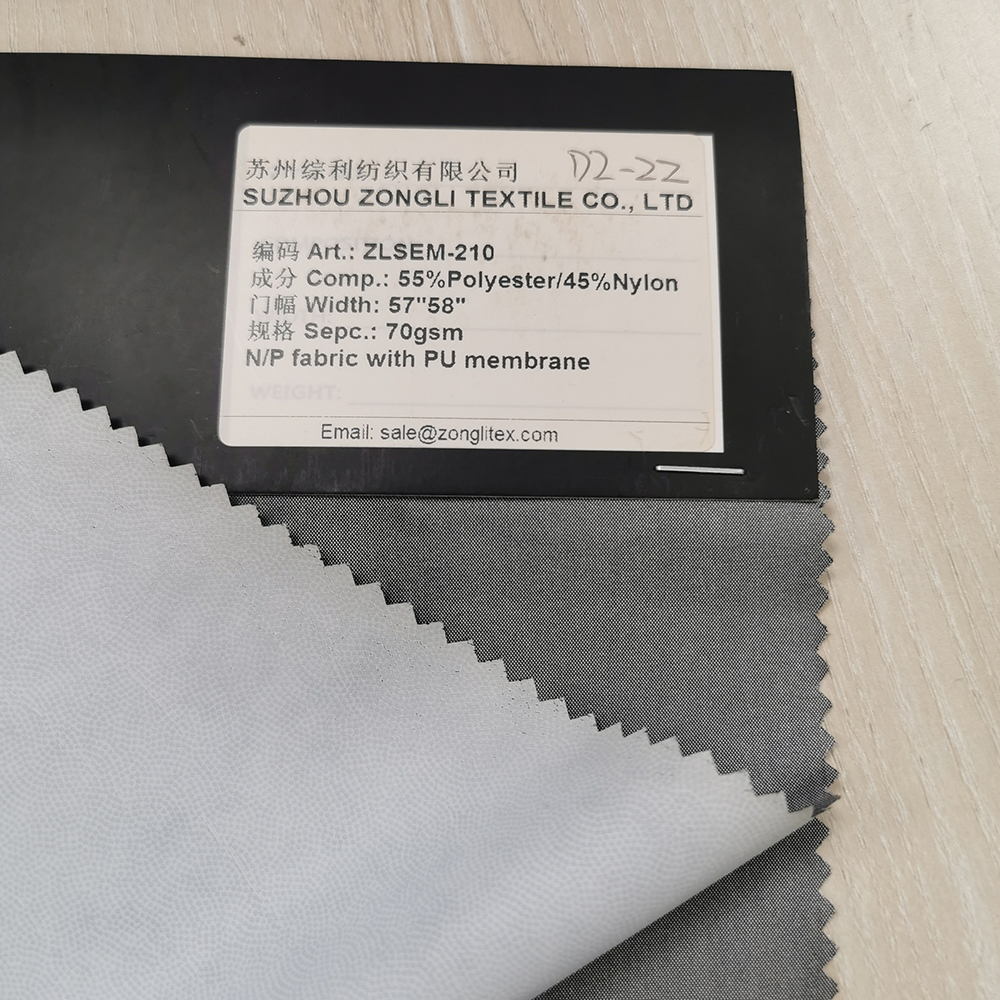 苏州综利纺织有限公司 D2-22
SUZHOU ZONGLI TEXTILE CO., LTD
编码 Art.: ZLSEM-210
成分 Comp.: 55%Polyester/45%Nylon
门幅 Width: 57"58"
规格 Sepc.: 70gsm
N/P fabric with PU membrane
WEIGHT:
Email: sale@zonglitex.com